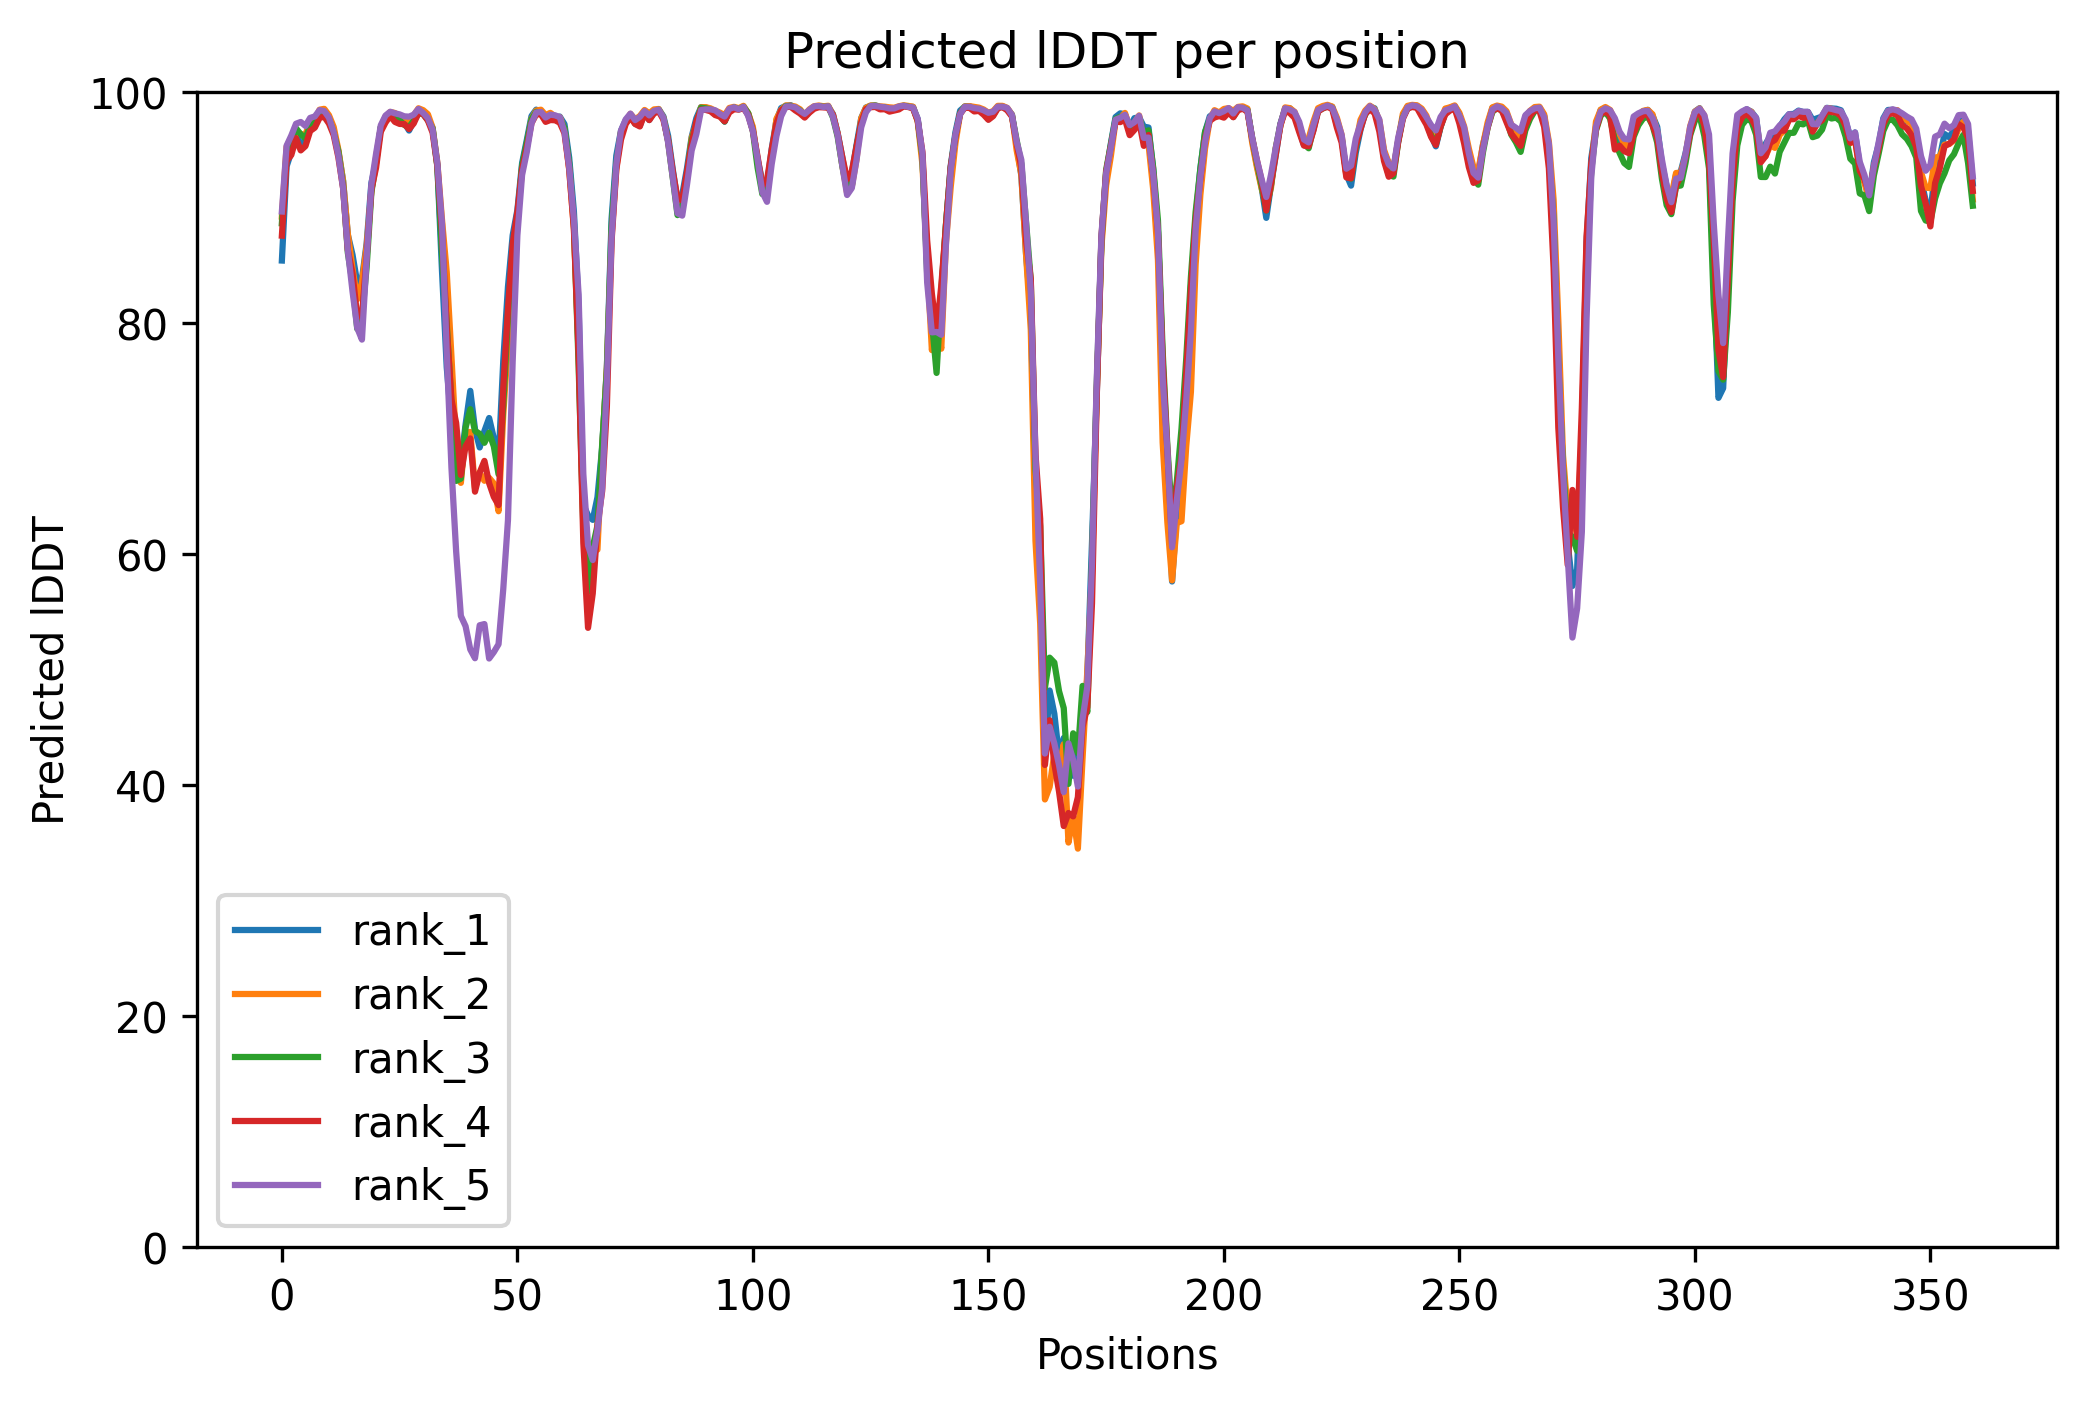 Predicted lDDT per position
100
80
60
40
20
0
Predicted lDDT
rank_1
rank_2
rank_3
rank_4
rank_5
0 50 100 150 200 250 300 350
Positions